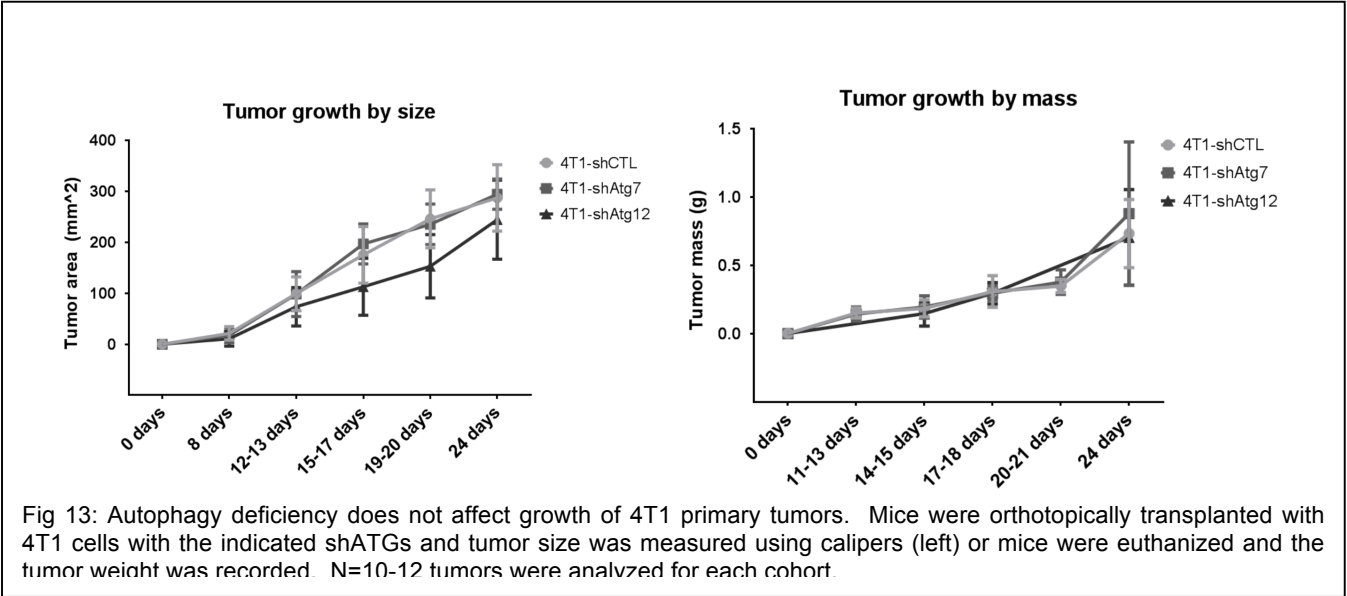 Tumor growth by size
400
300
200
100
0
Tumor area (mm^2)
0 days
8 days
12-13 days
15-17 days
19-20 days
24 days
4T1-shCTL
4T1-shAtg7
4T1-shAtg12
Tumor growth by mass
1.5
1.0
0.5
0.0
Tumor mass (g)
0 days
11-13 days
14-15 days
17-18 days
20-21 days
24 days
4T1-shCTL
4T1-shAtg7
4T1-shAtg12
Fig 13: Autophagy deficiency does not affect growth of 4T1 primary tumors. Mice were orthotopically transplanted with
4T1 cells with the indicated shATGs and tumor size was measured using calipers (left) or mice were euthanized and the
tumor weight was recorded. N=10-12 tumors were analyzed for each cohort.